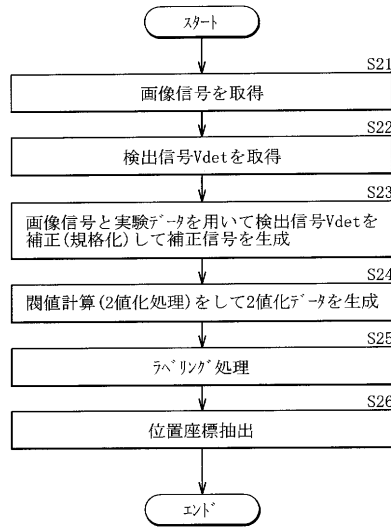 スタート
S21
画像信号を取得
S22
検出信号Vdetを取得
S23
画像信号と実験データを用いて検出信号Vdetを
補正(規格化)して補正信号を生成
S24
閾値計算(2値化処理)をして2値化データを生成
S25
ラベリング処理
S26
位置座標抽出
エンド